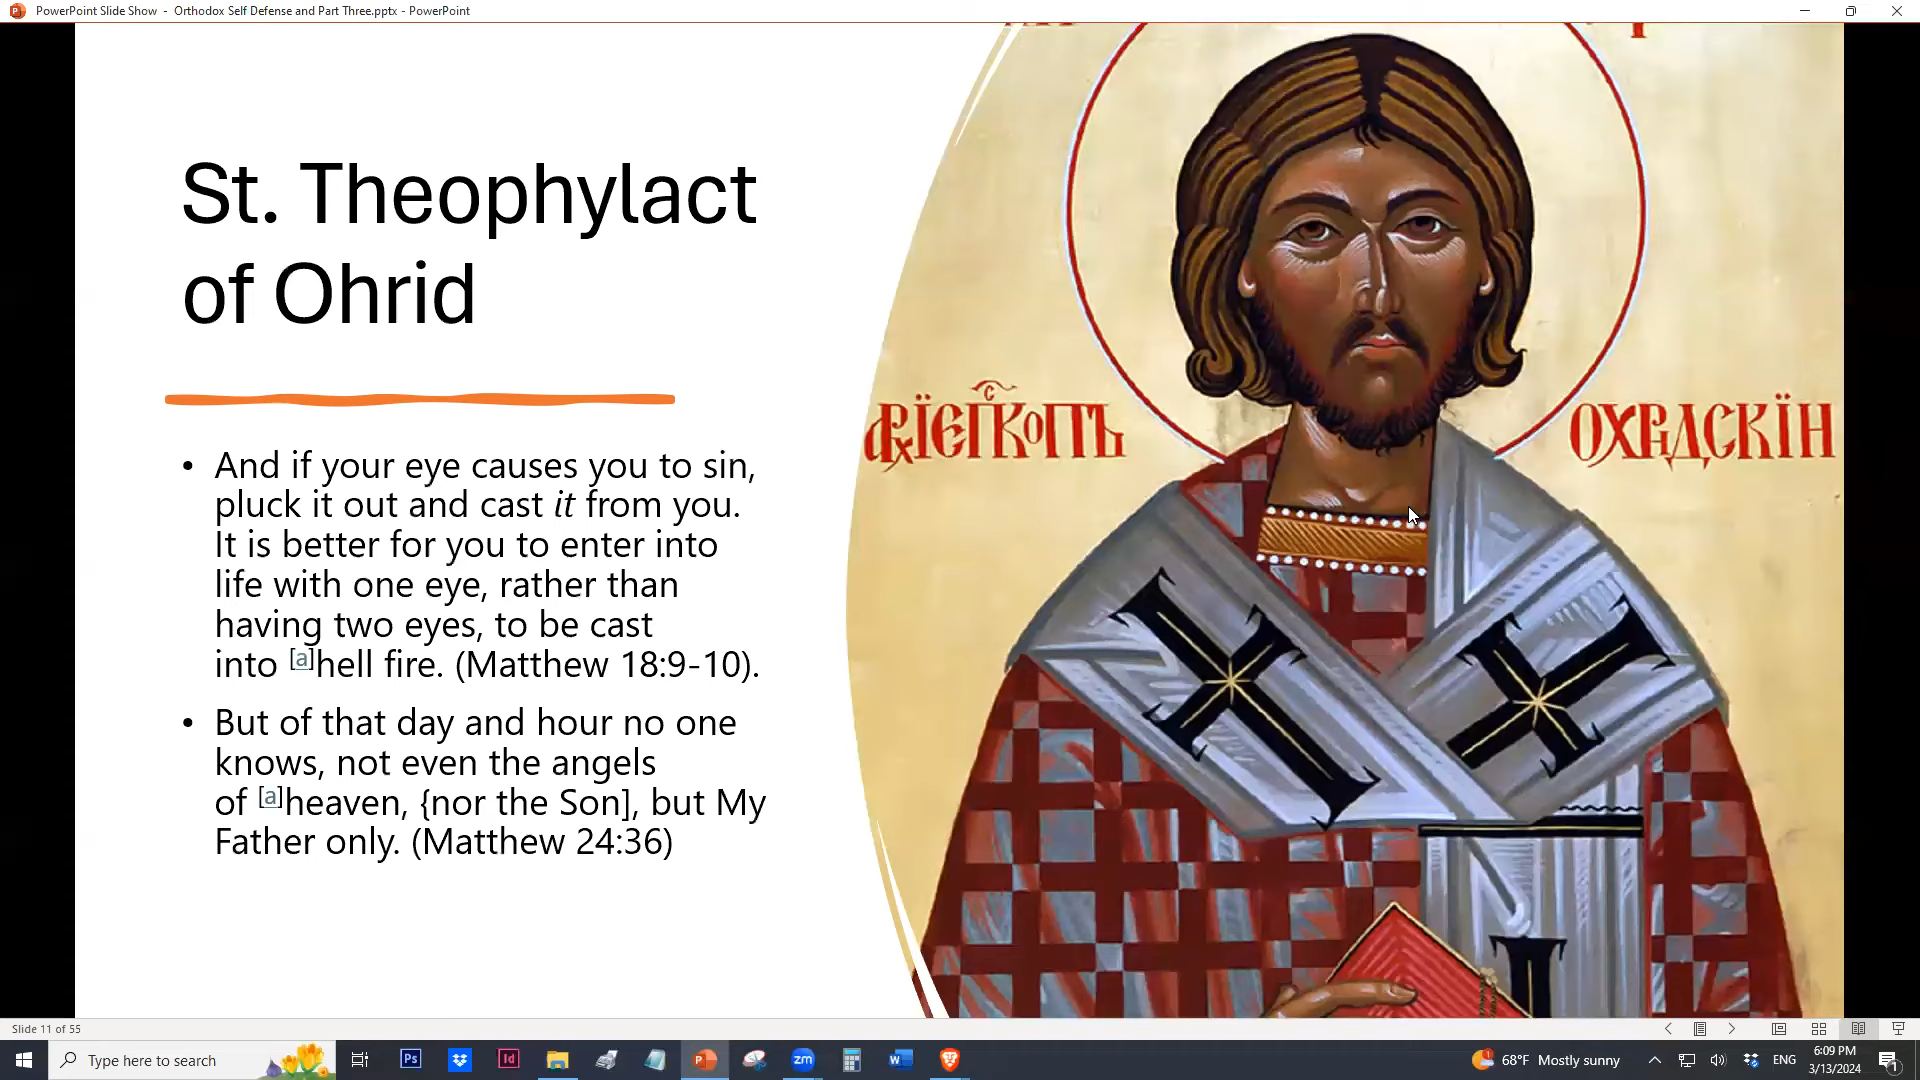 PowerPoint Slide Show - Orthodox Self Defense and Part Three.pptx - PowerPoint
St. Theophylact
of Ohrid
• And if your eye causes you to sin,
pluck it out and cast it from you.
It is better for you to enter into
life with one eye, rather than
having two eyes, to be cast
into [a]hell fire. (Matthew 18:9-10).
• But of that day and hour no one
knows, not even the angels
of [a]heaven, {nor the Son], but My
Father only. (Matthew 24:36)
ОХРДСКЇН
Slide 11 of 55
Type here to search
Ps
Id
zm
W
68°F Mostly sunny
ENG
6:09 PM
3/13/2024
1